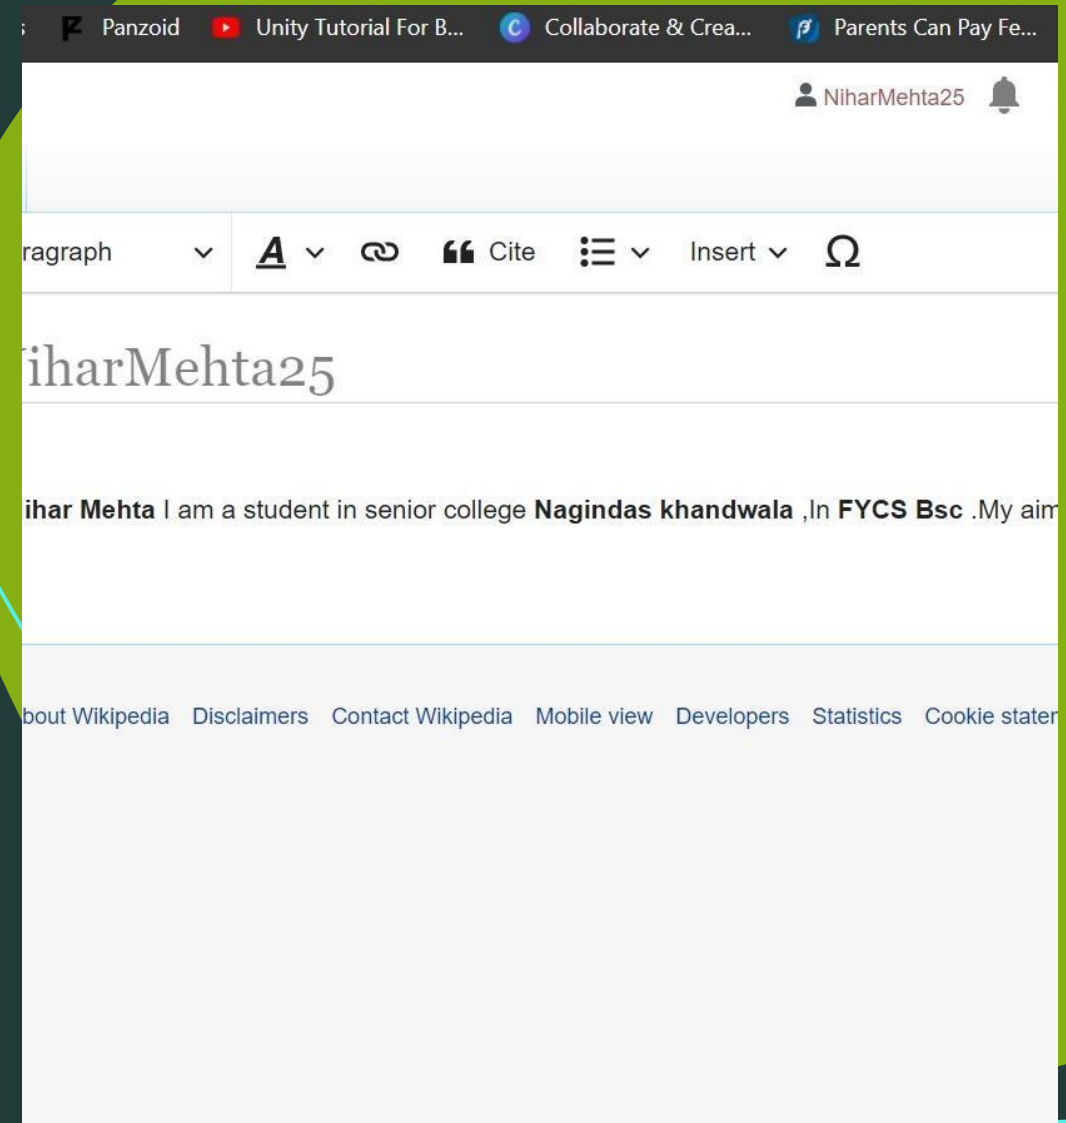 s Panzoid Unity Tutorial For B... Collaborate & Crea... Parents Can Pay Fe...
NiharMehta25
ragraph A Cite Insert Ω
iharMehta25
ihar Mehta I am a student in senior college Nagindas khandwala ,In FYCS Bsc .My aim
bout Wikipedia Disclaimers Contact Wikipedia Mobile view Developers Statistics Cookie stater